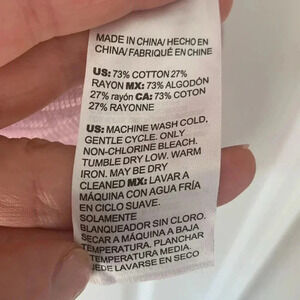 MADE IN CHINA/ HECHO EN
CHINA/ FABRIQUÉ EN CHINE
US: 73% COTTON 27%
RAYON MX: 73% ALGODÓN
27% rayón CA: 73% COTON
27% RAYONNE
US: MACHINE WASH COLD,
GENTLE CYCLE. ONLY
NON-CHLORINE BLEACH.
TUMBLE DRY LOW. WARM
IRON. MAY BE DRY
CLEANED MX: LAVAR A
MÁQUINA CON AGUA FRÍA
EN CICLO SUAVE.
SOLAMENTE
BLANQUEADOR SIN CLORO.
SECAR A MÁQUINA A BAJA
TEMPERATURA. PLANCHAR
TEMPERATURA MEDIA.
LAVARSE EN SECO